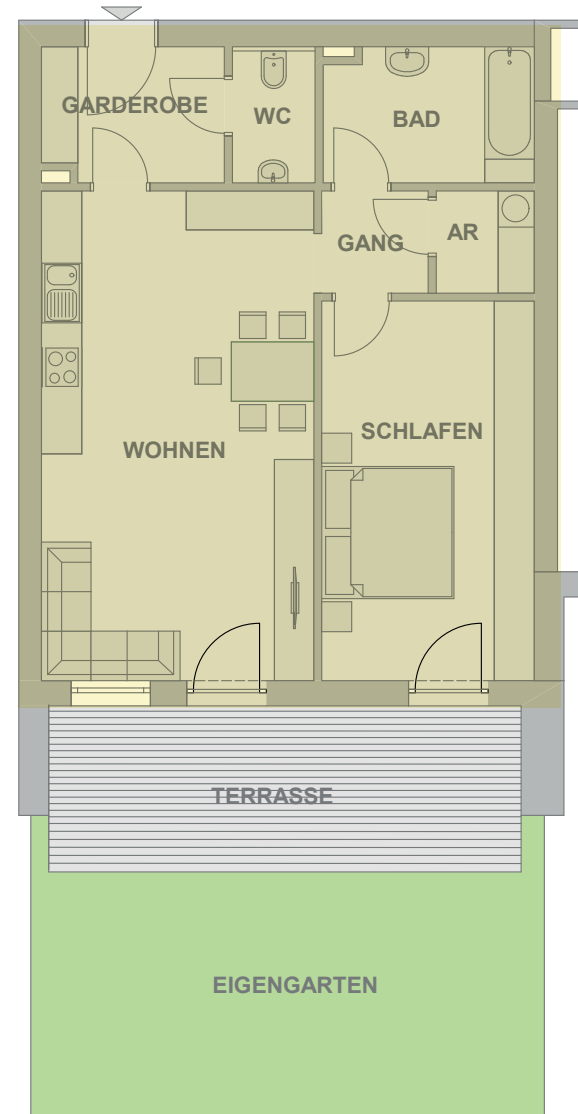 GARDEROBE
WC
BAD
GANG
AR
WOHNEN
SCHLAFEN
TERRASSE
EIGENGARTEN